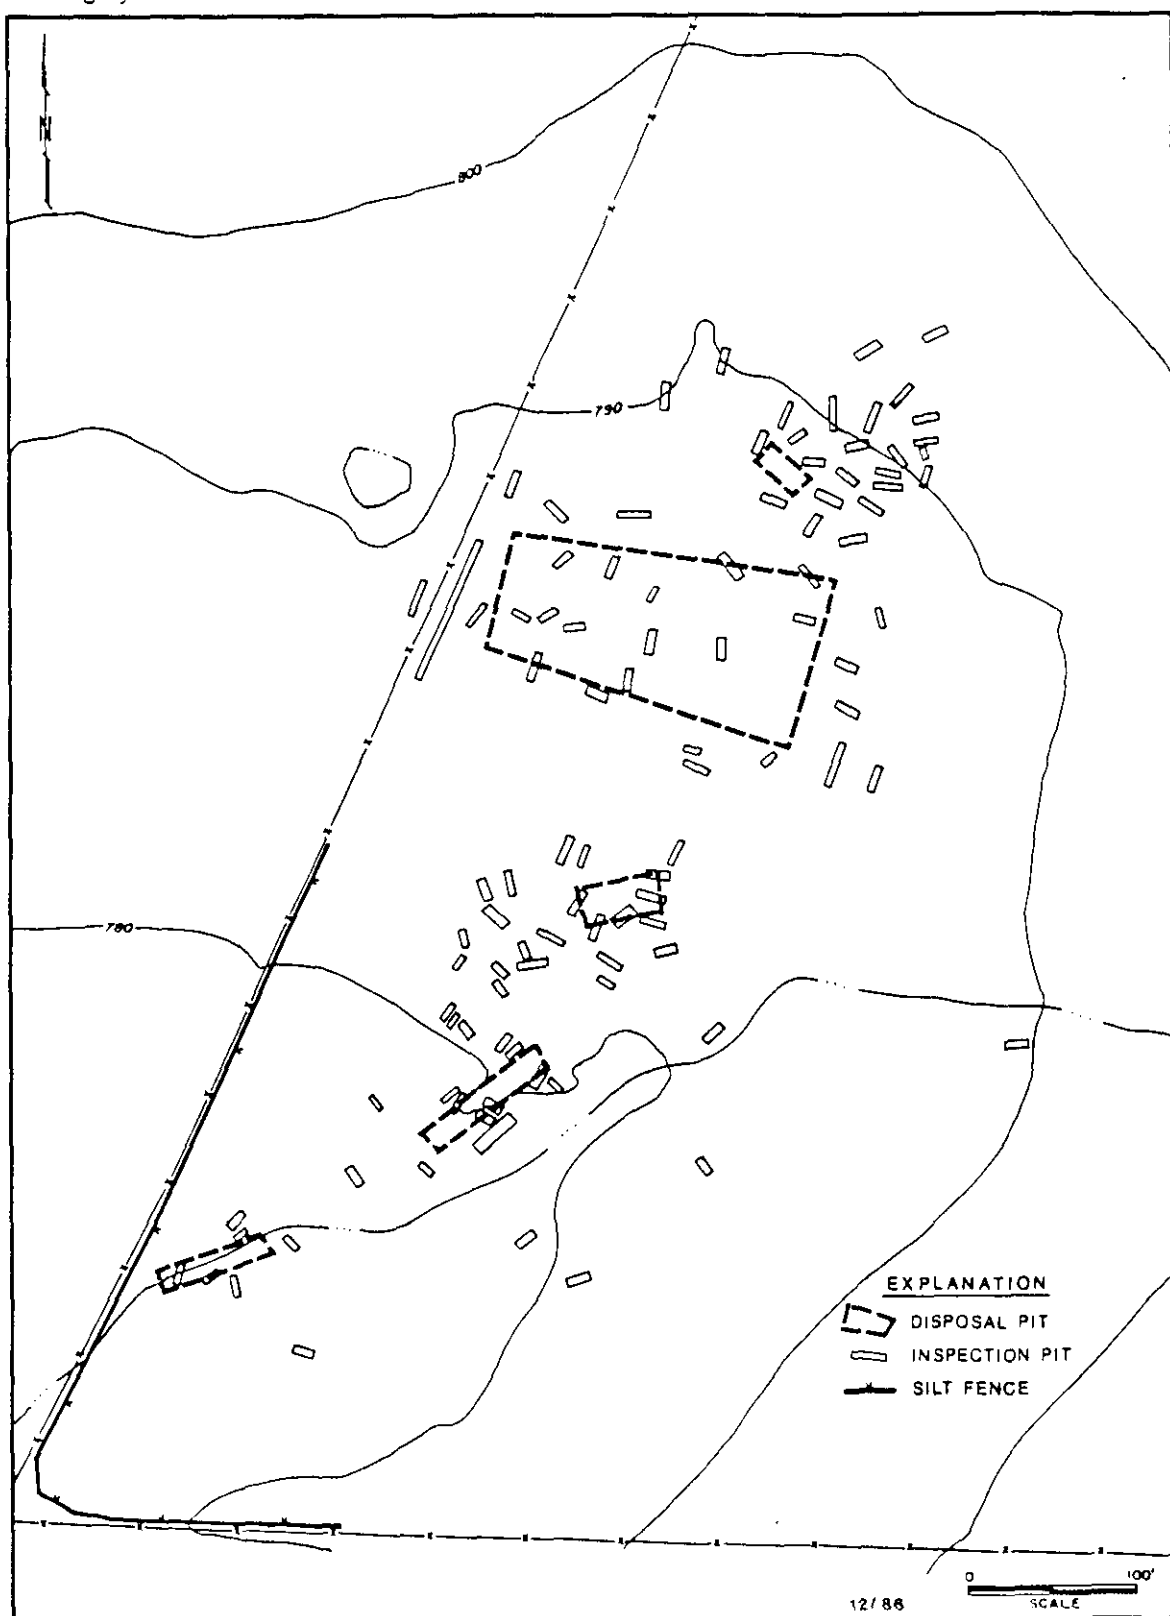 N
800
790
780
EXPLANATION
DISPOSAL PIT
INSPECTION PIT
SILT FENCE
0 100'
SCALE
12/86